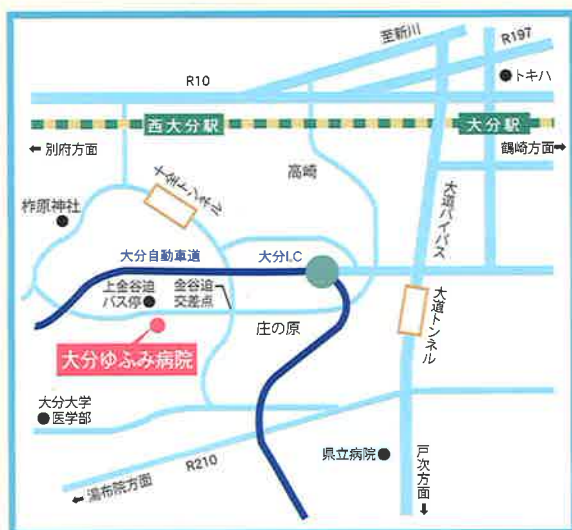 至新川
R197
R10
トキハ
西大分駅
大分駅
← 別府方面
鶴崎方面 →
十全トンネル
高崎
柞原神社
大道バイパス
大分自動車道
大分I.C
上金谷迫
バス停
金谷迫
交差点
庄の原
大道トンネル
大分ゆふみ病院
大分大学
医学部
県立病院
戸次方面 ↓
R210
← 湯布院方面